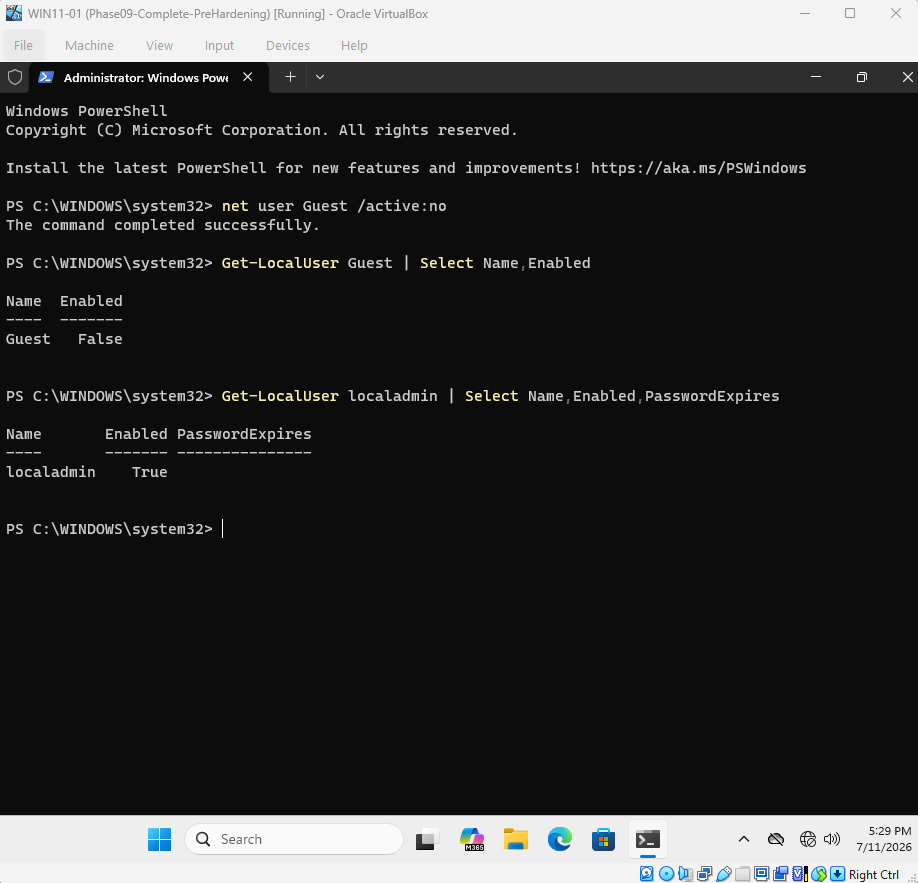 WIN11-01 (Phase09-Complete-PreHardening) [Running] - Oracle VirtualBox
File Machine View Input Devices Help
Administrator: Windows Powe
Windows PowerShell
Copyright (C) Microsoft Corporation. All rights reserved.
Install the latest PowerShell for new features and improvements! https://aka.ms/PSWindows
PS C:\WINDOWS\system32> net user Guest /active:no
The command completed successfully.
PS C:\WINDOWS\system32> Get-LocalUser Guest | Select Name,Enabled
Name Enabled
---- -------
Guest False
PS C:\WINDOWS\system32> Get-LocalUser localadmin | Select Name,Enabled,PasswordExpires
Name Enabled PasswordExpires
---- ------- ---------------
localadmin True
PS C:\WINDOWS\system32>
Search
M365
5:29 PM
7/11/2026
Right Ctrl